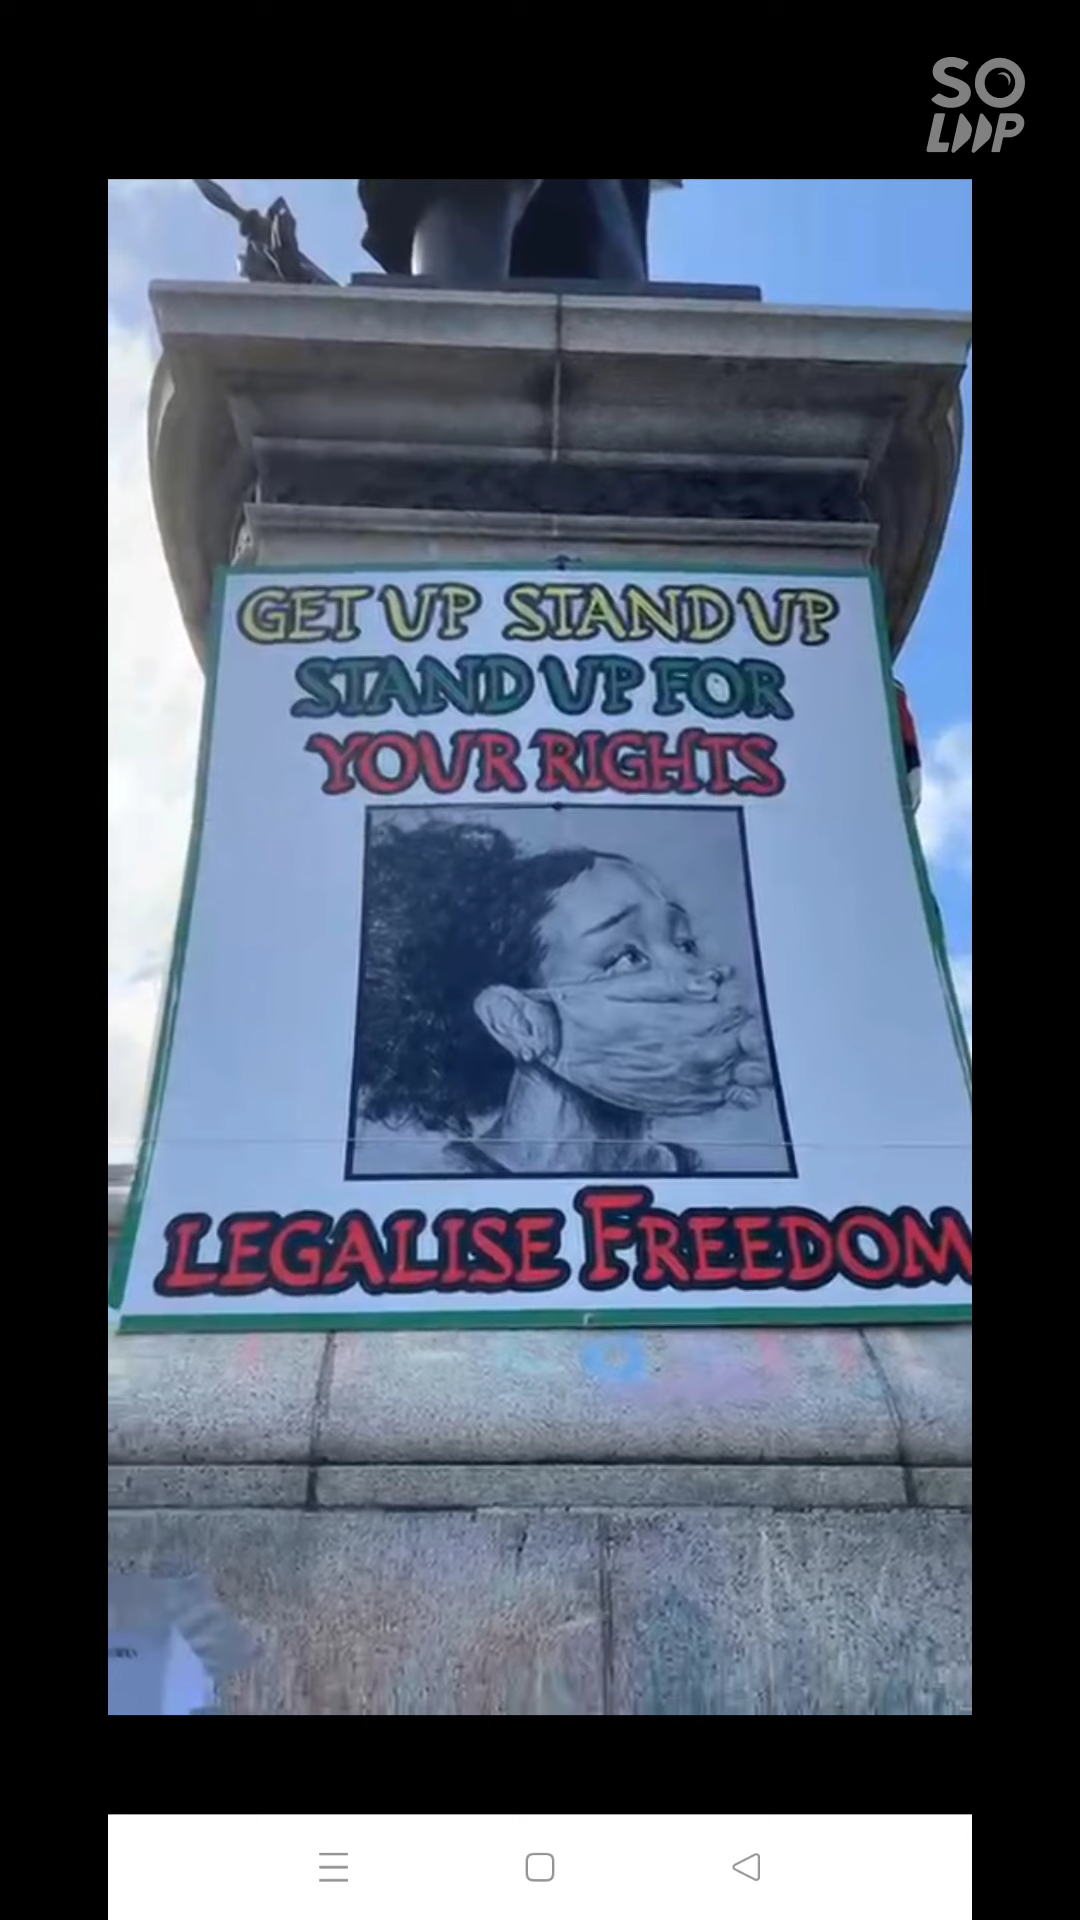 SO
LOOP
GET UP STAND UP
STAND UP FOR
YOUR RIGHTS
LEGALISE FREEDOM